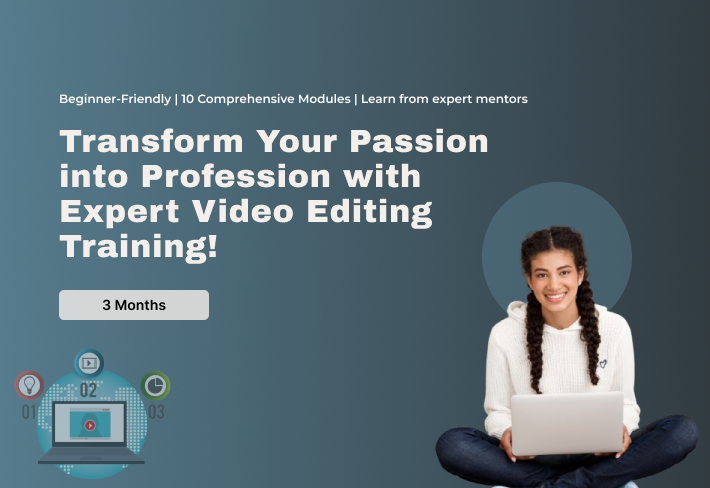 Beginner-Friendly | 10 Comprehensive Modules | Learn from expert mentors
Transform Your Passion
into Profession with
Expert Video Editing
Training!
3 Months
02
01
03